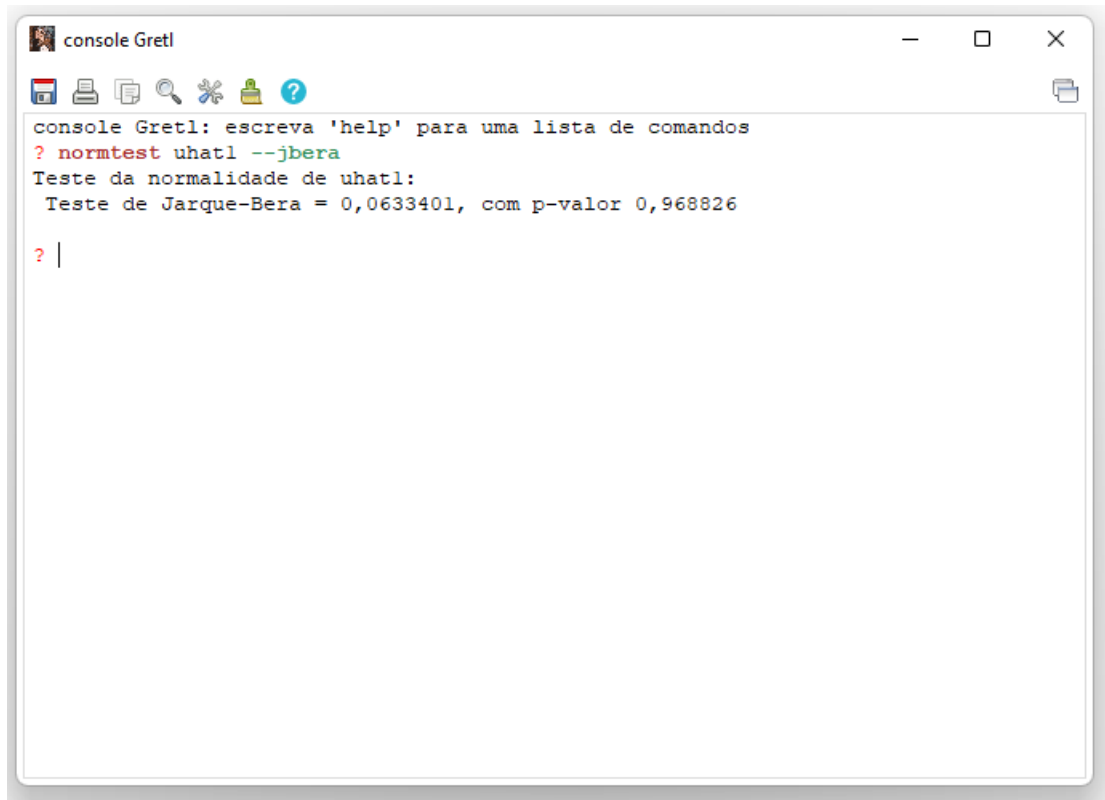 console Gretl
console Gretl: escreva 'help' para uma lista de comandos
? normtest uhat1 --jbera
Teste da normalidade de uhat1:
Teste de Jarque-Bera = 0,0633401, com p-valor 0,968826
?